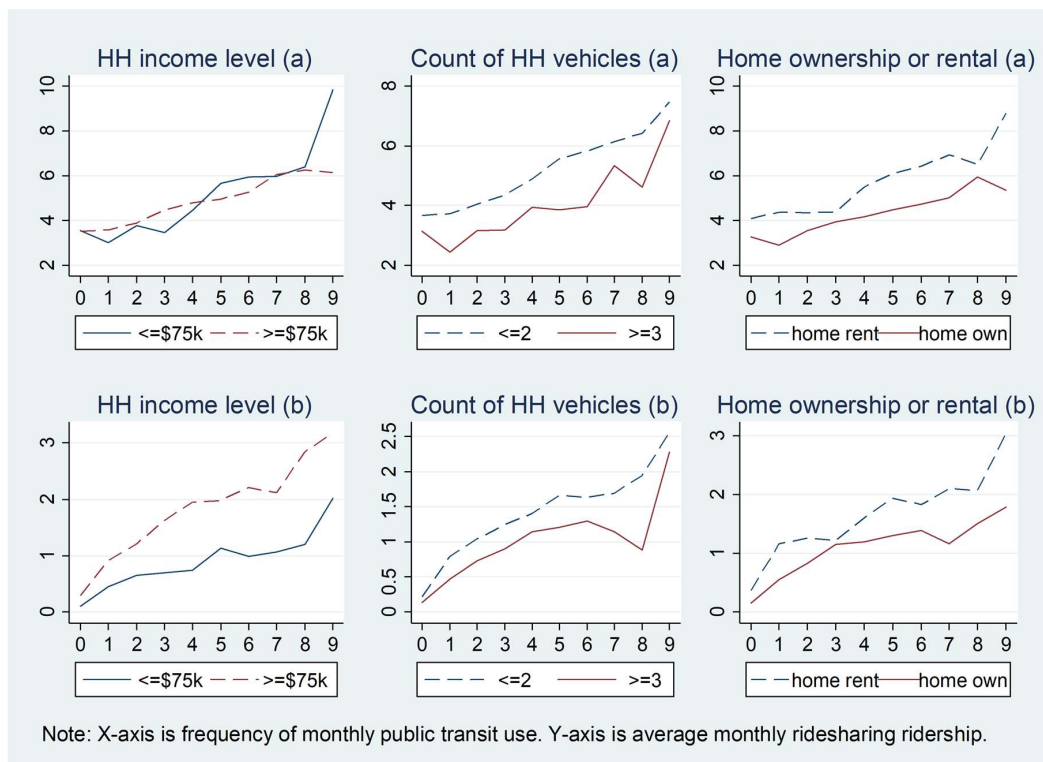 HH income level (a)
Count of HH vehicles (a)
Home ownership or rental (a)
10
8
6
4
2
0 1 2 3 4 5 6 7 8 9
<=$75k >=$75k
8
6
4
2
0 1 2 3 4 5 6 7 8 9
<=2 >=3
10
8
6
4
2
0 1 2 3 4 5 6 7 8 9
home rent home own
HH income level (b)
Count of HH vehicles (b)
Home ownership or rental (b)
3
2
1
0
0 1 2 3 4 5 6 7 8 9
<=$75k >=$75k
2.5
2
1.5
1
0.5
0
0 1 2 3 4 5 6 7 8 9
<=2 >=3
3
2
1
0
0 1 2 3 4 5 6 7 8 9
home rent home own
Note: X-axis is frequency of monthly public transit use. Y-axis is average monthly ridesharing ridership.